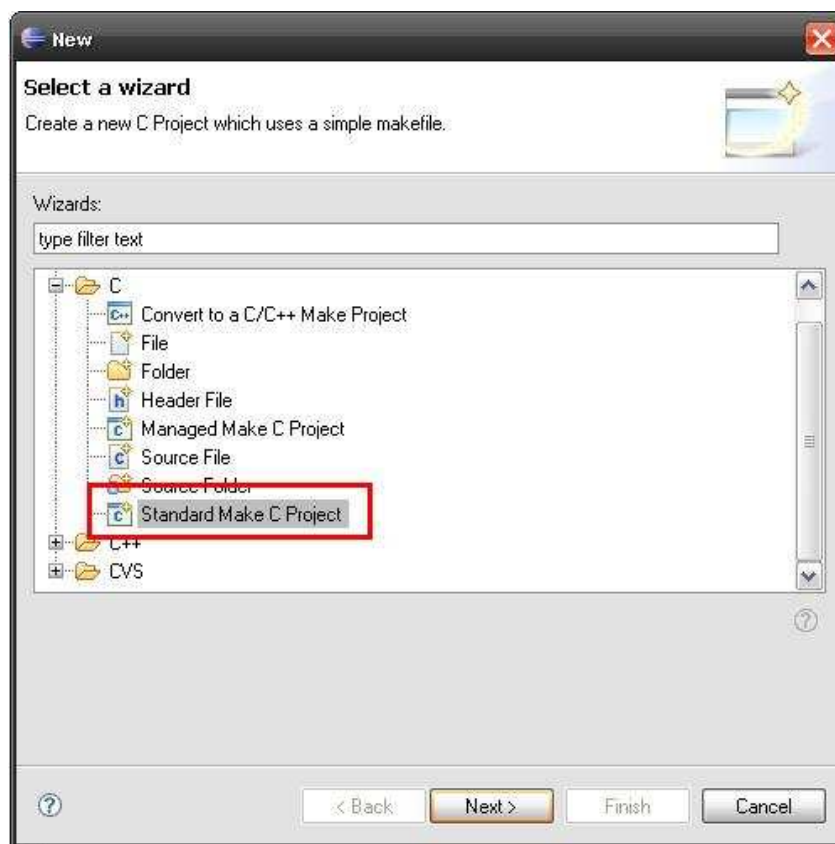 New
Select a wizard
Create a new C Project which uses a simple makefile.
Wizards:
type filter text
C
Convert to a C/C++ Make Project
File
Folder
Header File
Managed Make C Project
Source File
Source Folder
Standard Make C Project
C++
CVS
< Back Next > Finish Cancel